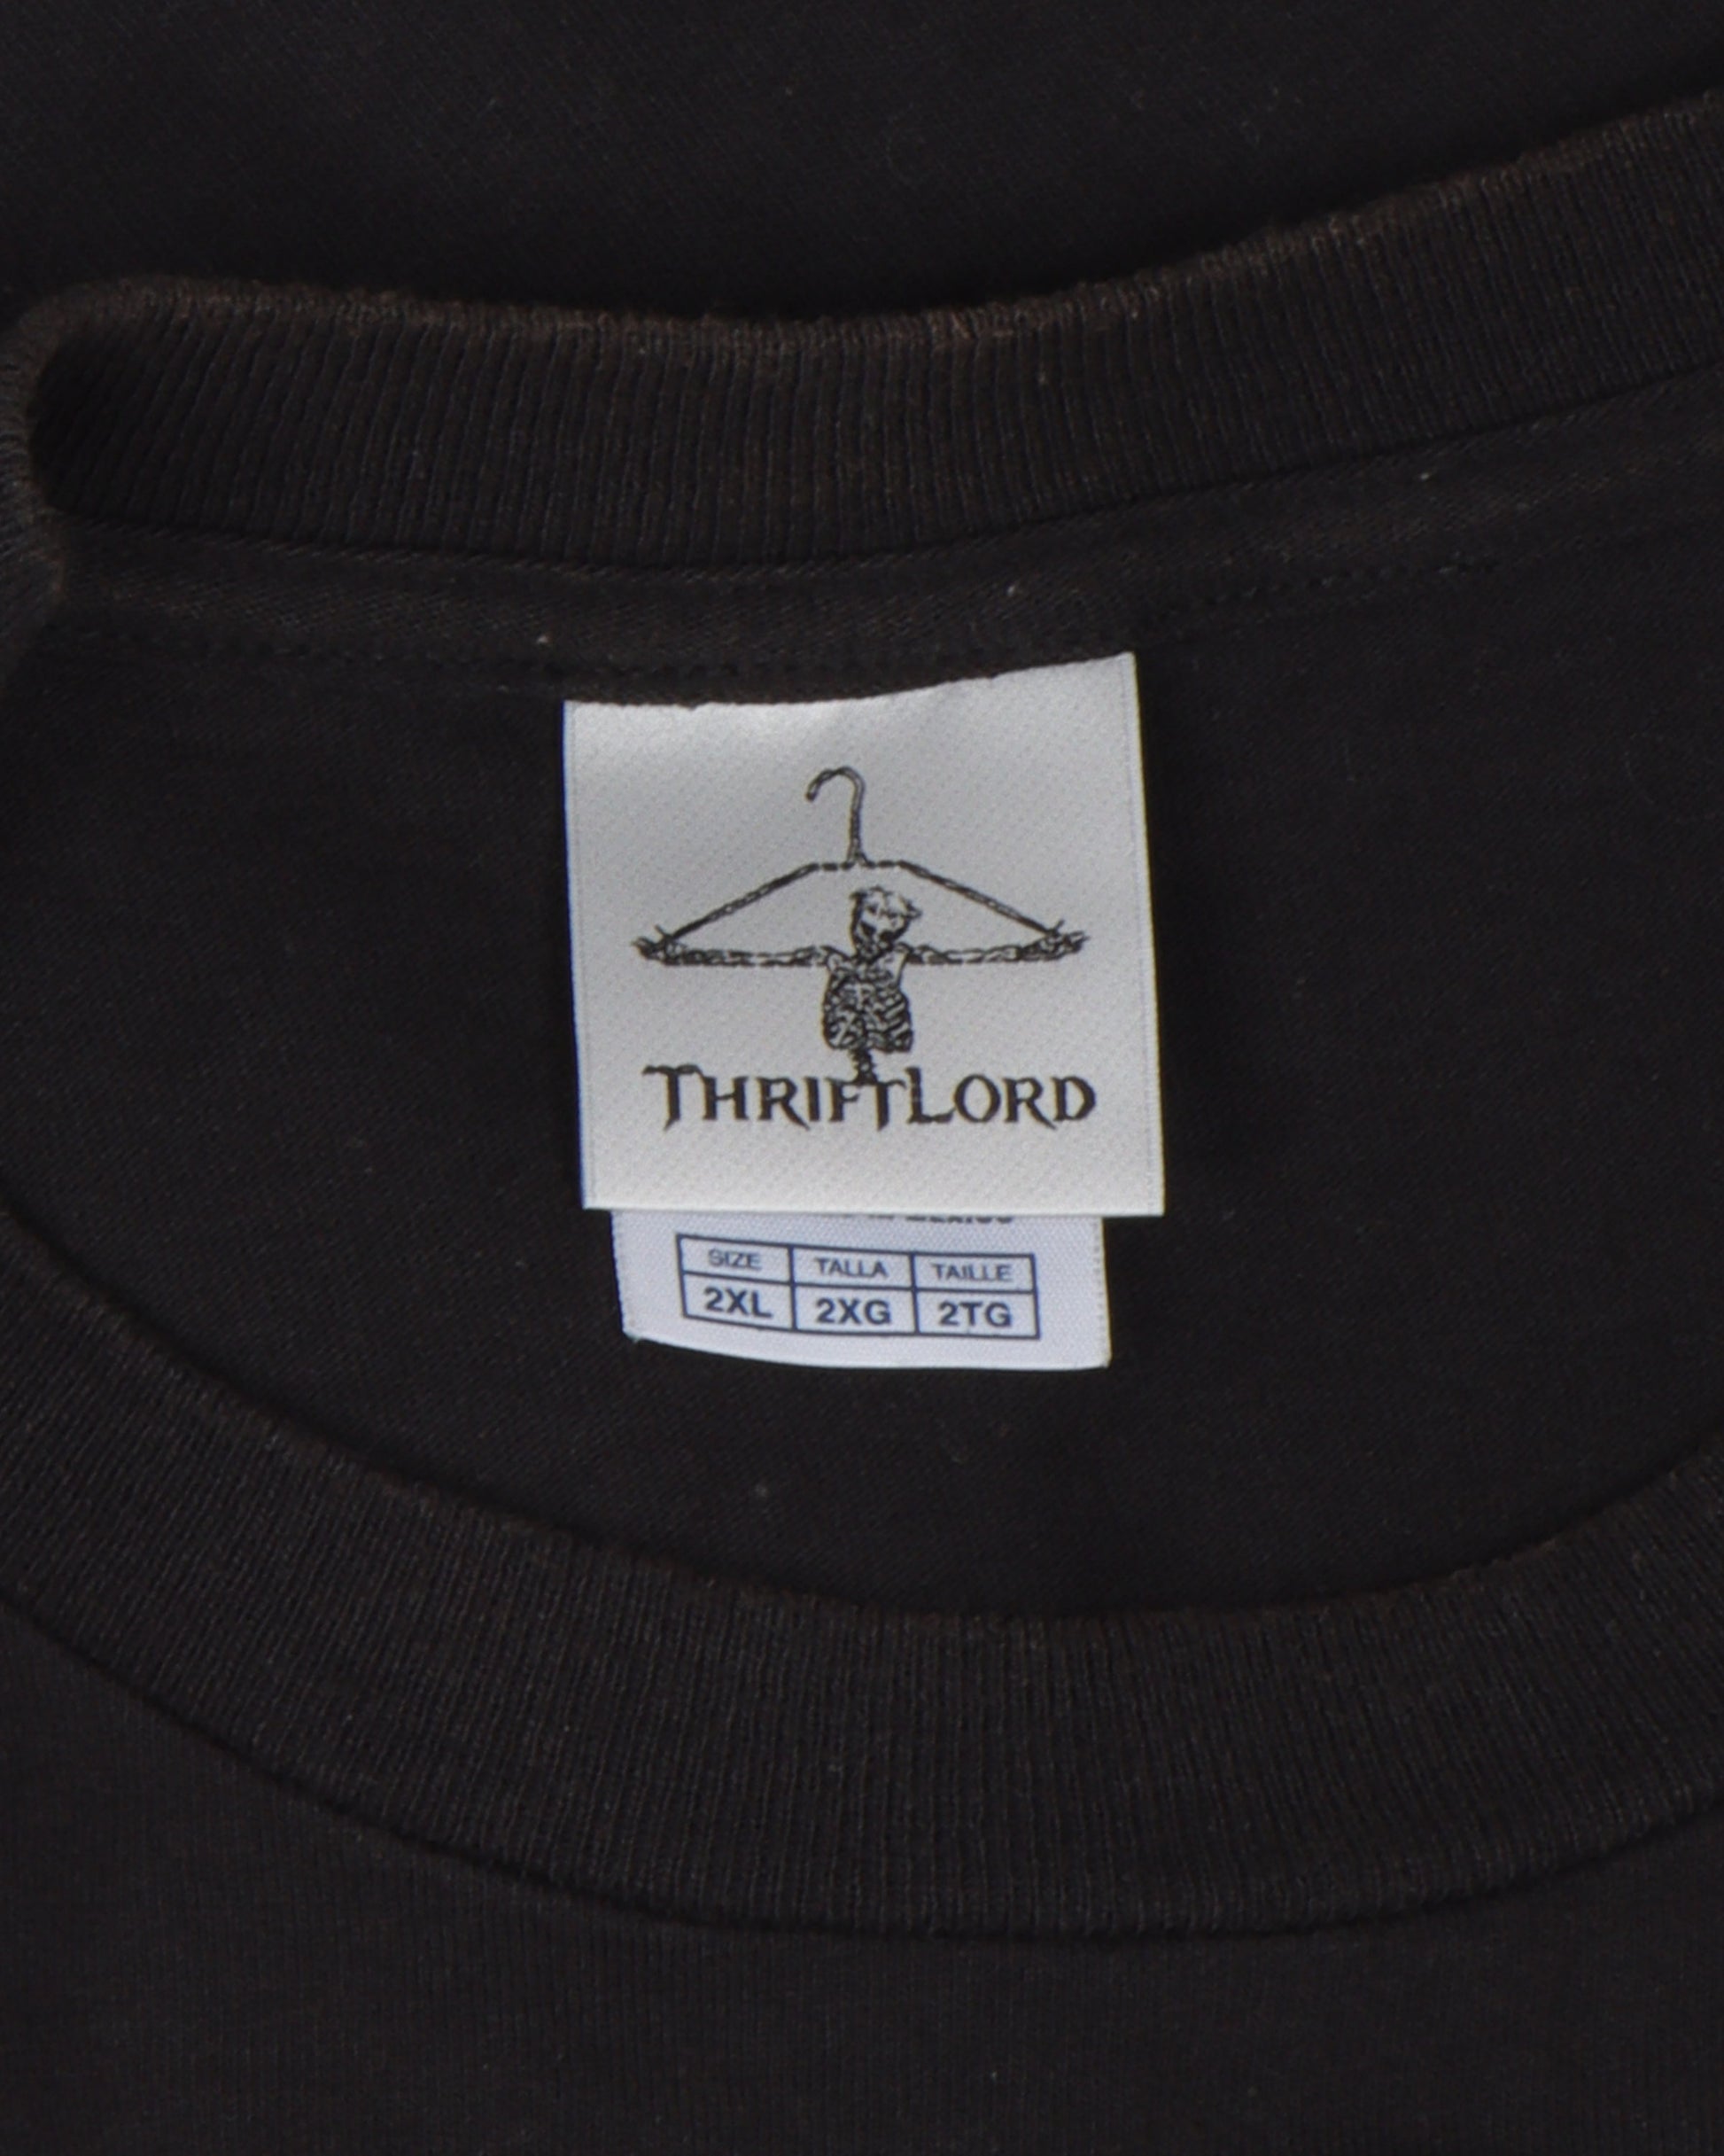 THRIFTLORD
SIZE TALLA TAILLE
2XL 2XG 2TG